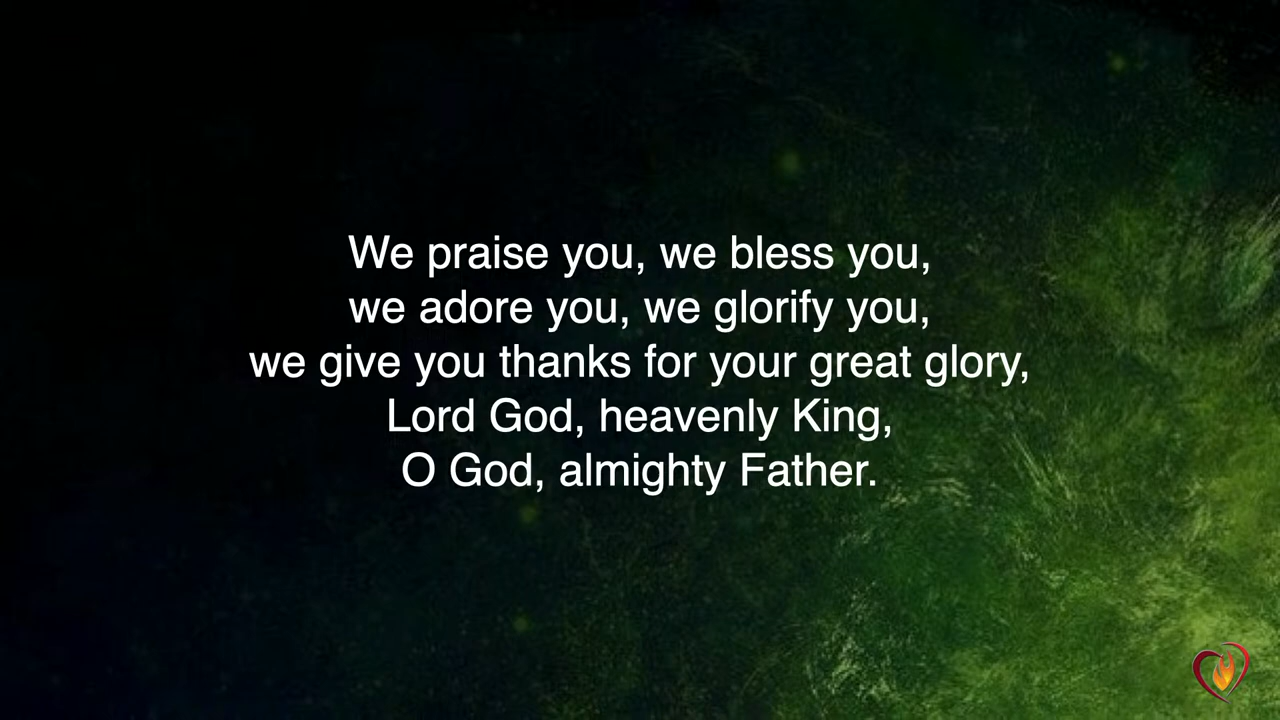 We praise you, we bless you,
we adore you, we glorify you,
we give you thanks for your great glory,
Lord God, heavenly King,
O God, almighty Father.